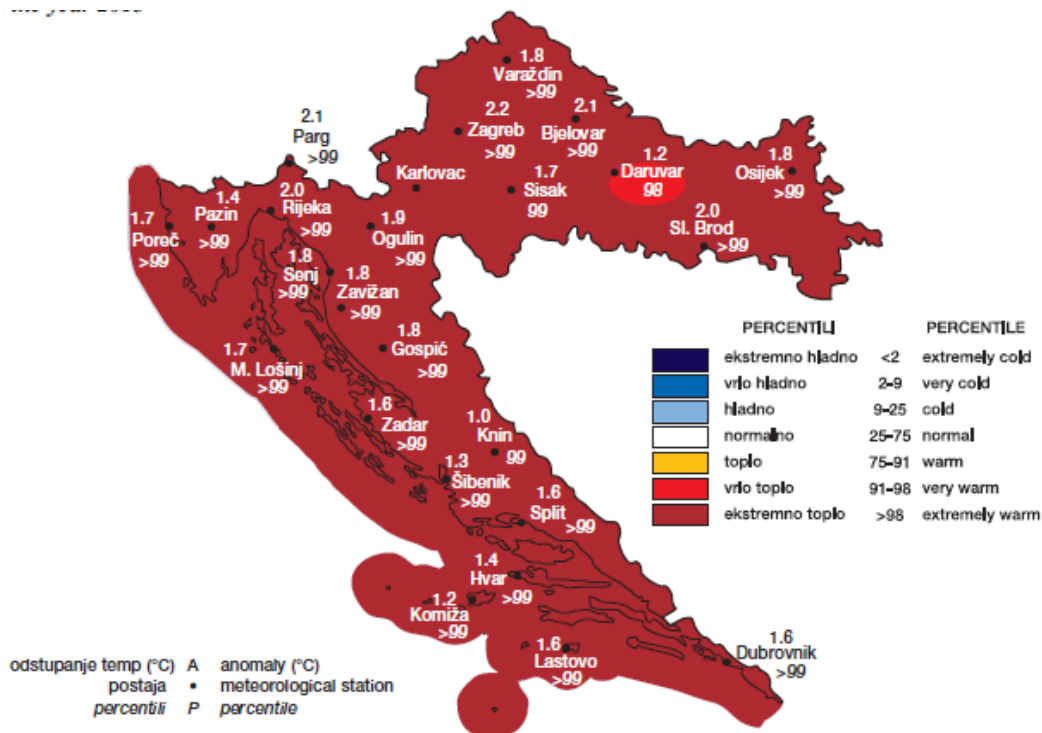 the year 2018
1.8
Varaždin
>99
2.1
Parg
>99
2.2
Zagreb
>99
2.1
Bjelovar
>99
Karlovac
1.7
Sisak
99
1.2
Daruvar
98
1.8
Osijek
>99
2.0
Sl. Brod
>99
1.7
Poreč
>99
1.4
Pazin
>99
2.0
Rijeka
>99
1.9
Ogulin
>99
1.8
Senj
>99
1.8
Zavižan
>99
1.8
Gospić
>99
1.7
M. Lošinj
>99
1.6
Zadar
>99
1.0
Knin
99
1.3
Šibenik
>99
1.6
Split
>99
1.4
Hvar
>99
1.2
Komiža
>99
1.6
Lastovo
>99
1.6
Dubrovnik
>99
PERCENTILI PERCENTILE
ekstremno hladno <2 extremely cold
vrlo hladno 2–9 very cold
hladno 9–25 cold
normalno 25–75 normal
toplo 75–91 warm
vrlo toplo 91–98 very warm
ekstremno toplo >98 extremely warm
odstupanje temp (°C) A anomaly (°C)
postaja • meteorological station
percentili P percentile